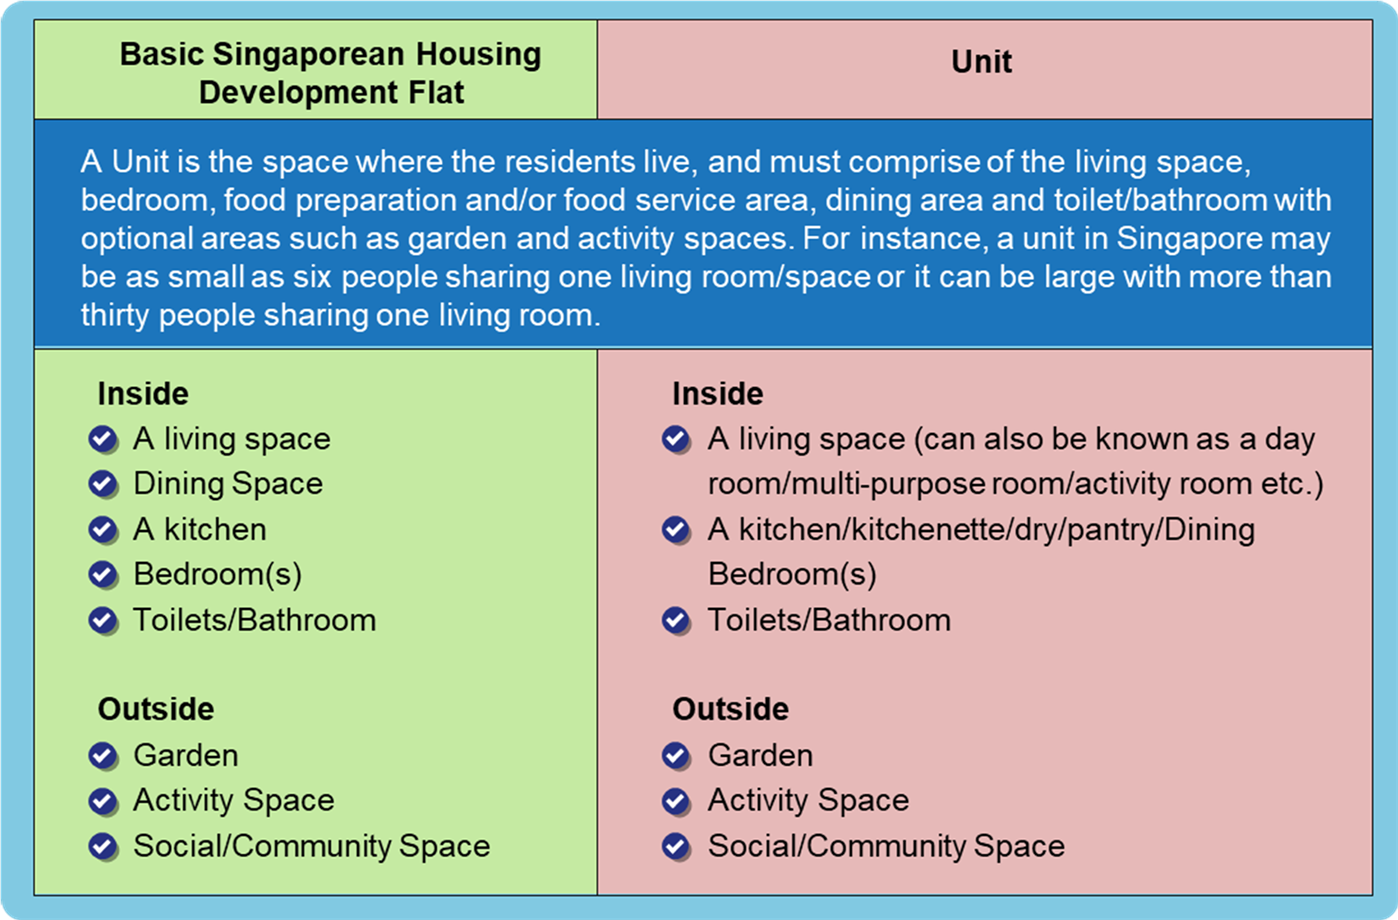 Basic Singaporean Housing
Development Flat
Unit
A Unit is the space where the residents live, and must comprise of the living space,
bedroom, food preparation and/or food service area, dining area and toilet/bathroom with
optional areas such as garden and activity spaces. For instance, a unit in Singapore may
be as small as six people sharing one living room/space or it can be large with more than
thirty people sharing one living room.
Inside
A living space
Dining Space
A kitchen
Bedroom(s)
Toilets/Bathroom
Outside
Garden
Activity Space
Social/Community Space
Inside
A living space (can also be known as a day
room/multi-purpose room/activity room etc.)
A kitchen/kitchenette/dry/pantry/Dining
Bedroom(s)
Toilets/Bathroom
Outside
Garden
Activity Space
Social/Community Space